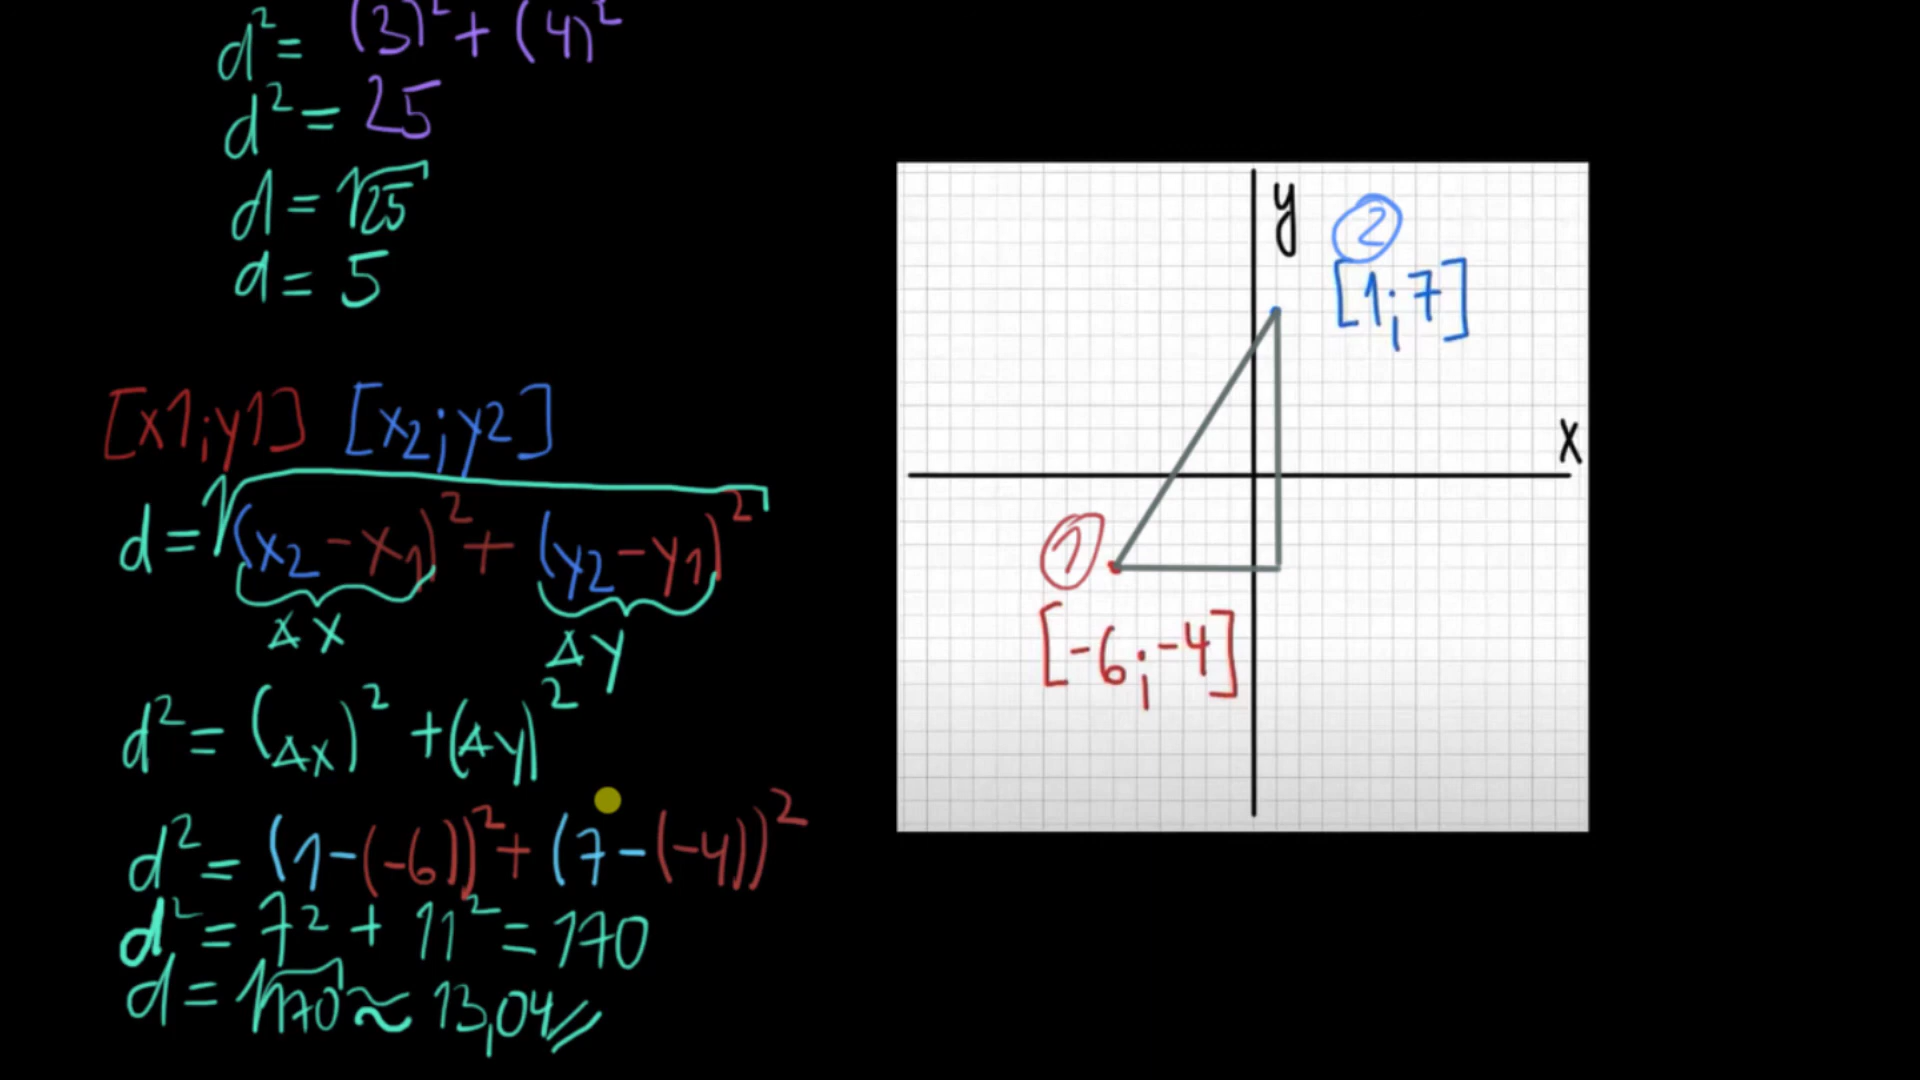 d² = (3)² + (4)²
d² = 25
d = √25
d = 5
[x1;y1] [x2;y2]
d = √(x₂-x₁)² + (y₂-y₁)²
Δx Δy
d² = (Δx)² + (Δy)²
d² = (1-(-6))² + (7-(-4))²
d² = 7² + 11² = 170
d = √170 ≈ 13,04
y
2
[1;7]
x
1
[-6;-4]